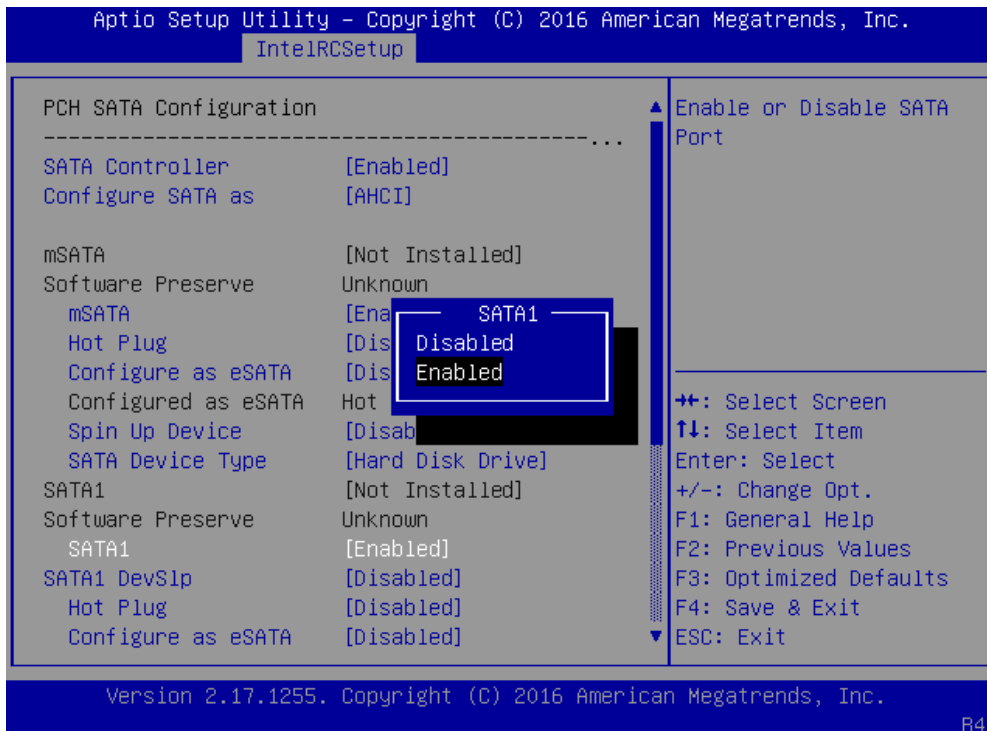 Aptio Setup Utility – Copyright (C) 2016 American Megatrends, Inc.
IntelRCSetup
PCH SATA Configuration
--------------------------------------------...
SATA Controller [Enabled]
Configure SATA as [AHCI]
mSATA [Not Installed]
Software Preserve Unknown
mSATA [Ena
Hot Plug [Dis
Configure as eSATA [Dis
Configured as eSATA Hot
Spin Up Device [Disab
SATA Device Type [Hard Disk Drive]
SATA1 [Not Installed]
Software Preserve Unknown
SATA1 [Enabled]
SATA1 DevSlp [Disabled]
Hot Plug [Disabled]
Configure as eSATA [Disabled]
SATA1
Disabled
Enabled
Enable or Disable SATA
Port
→←: Select Screen
↑↓: Select Item
Enter: Select
+/-: Change Opt.
F1: General Help
F2: Previous Values
F3: Optimized Defaults
F4: Save & Exit
ESC: Exit
Version 2.17.1255. Copyright (C) 2016 American Megatrends, Inc.
B4